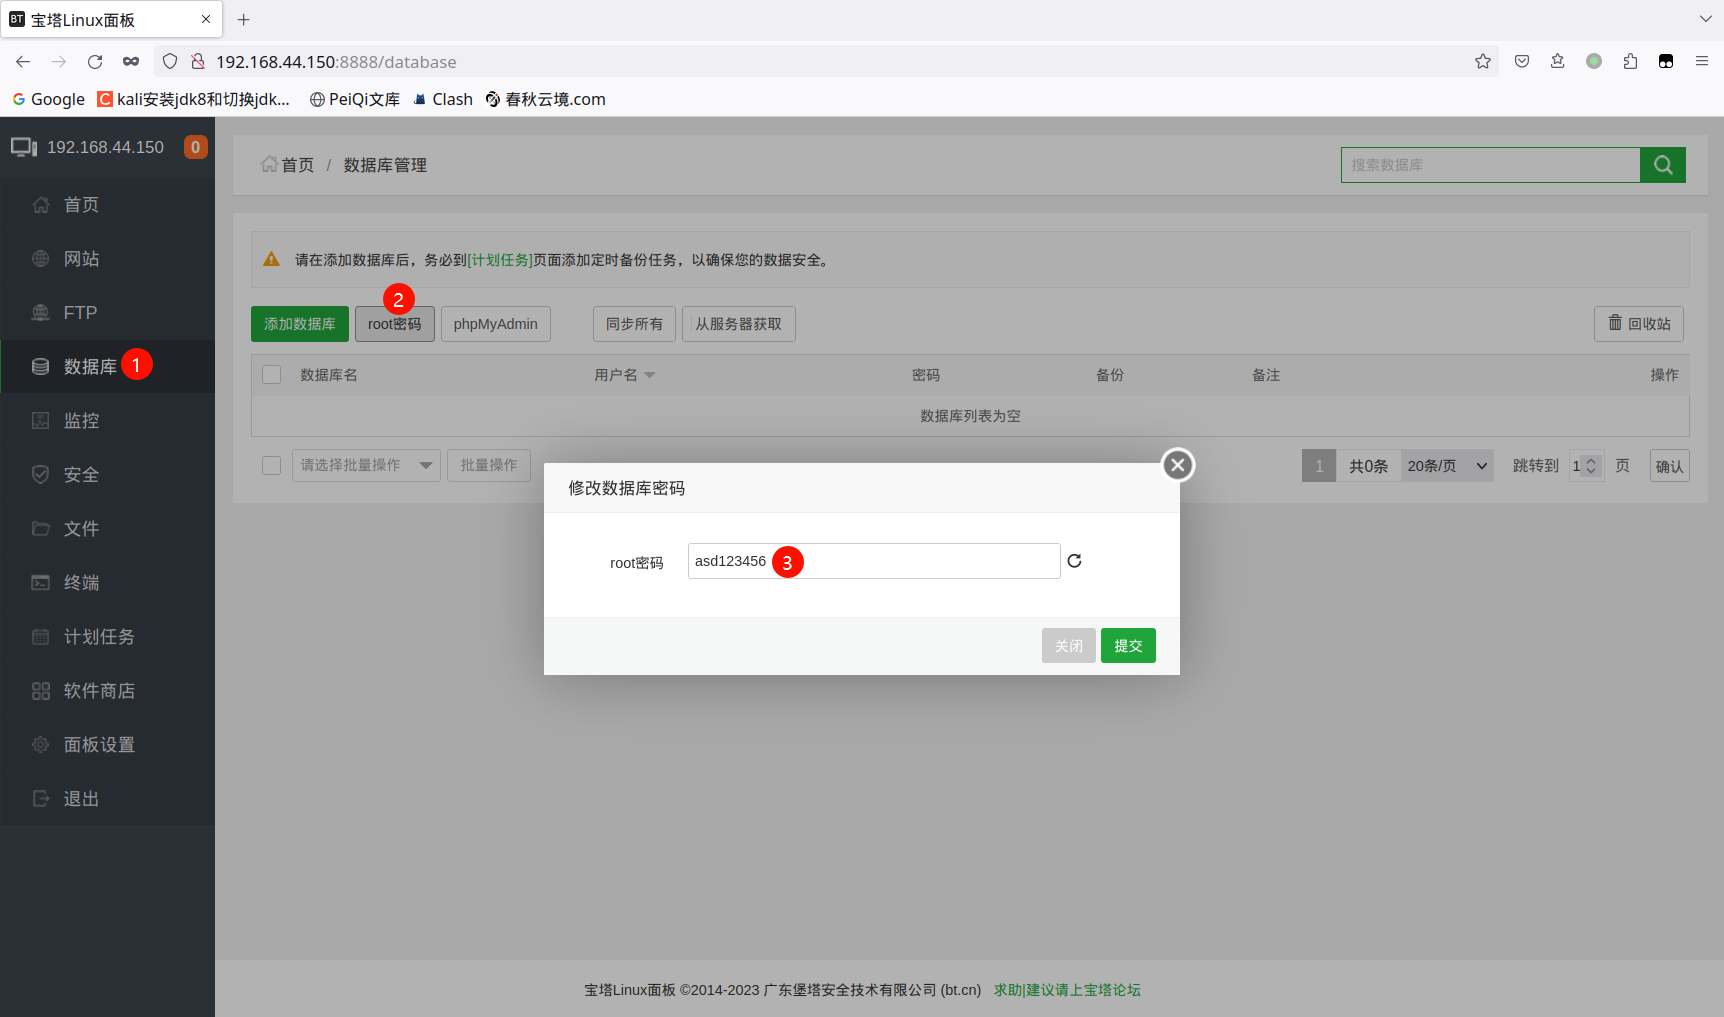 BT 宝塔Linux面板
192.168.44.150:8888/database
Google
kali安装jdk8和切换jdk...
PeiQi文库
Clash
春秋云境.com
192.168.44.150 0
首页
网站
FTP
数据库 1
监控
安全
文件
终端
计划任务
软件商店
面板设置
退出
首页 / 数据库管理
搜索数据库
请在添加数据库后，务必到[计划任务]页面添加定时备份任务，以确保您的数据安全。
2
添加数据库 root密码 phpMyAdmin 同步所有 从服务器获取 回收站
数据库名 用户名 密码 备份 备注 操作
数据库列表为空
请选择批量操作 批量操作 1 共0条 20条/页 跳转到 1 页 确认
修改数据库密码
root密码 asd123456 3
关闭 提交
宝塔Linux面板 ©2014-2023 广东堡塔安全技术有限公司 (bt.cn) 求助|建议请上宝塔论坛